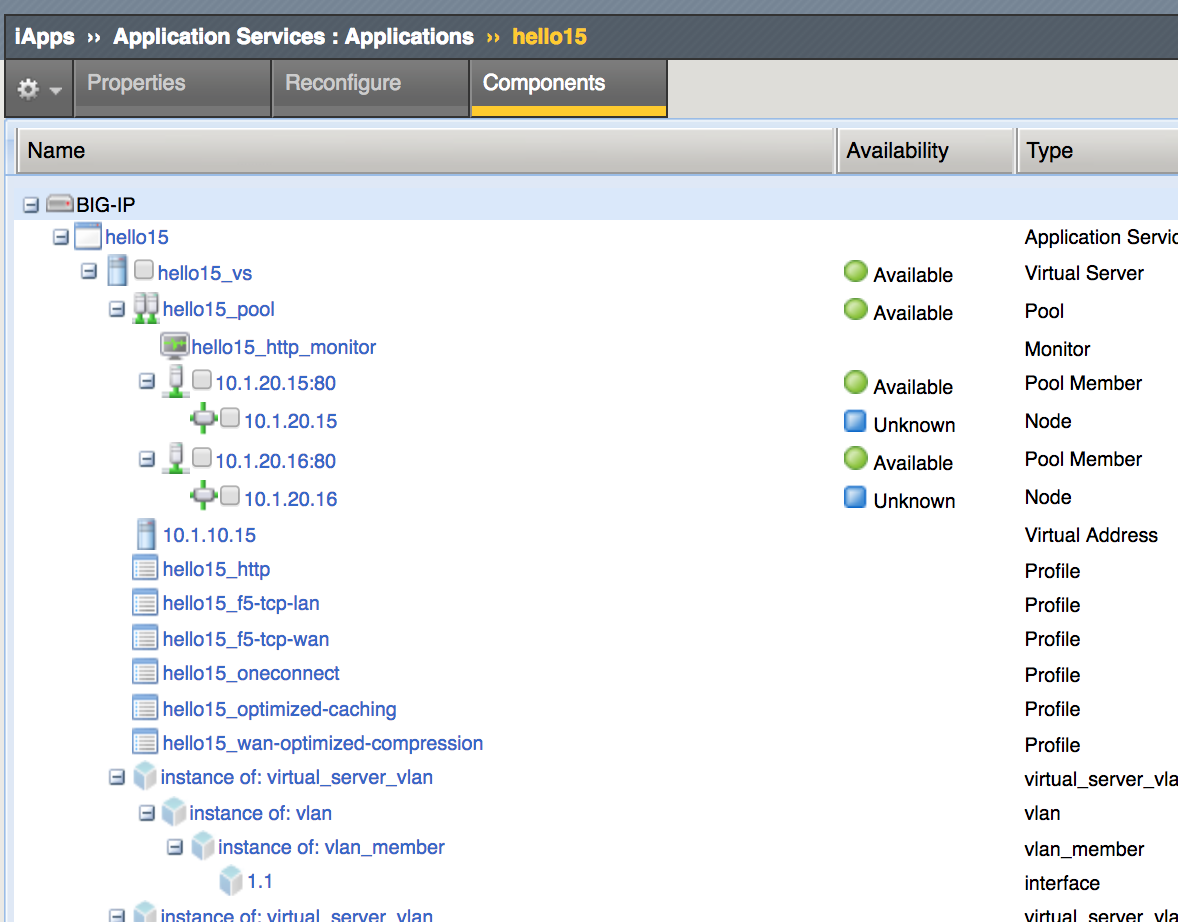 iApps ›› Application Services : Applications ›› hello15
Properties Reconfigure Components
Name Availability Type
BIG-IP
hello15 Application Servic
hello15_vs Available Virtual Server
hello15_pool Available Pool
hello15_http_monitor Monitor
10.1.20.15:80 Available Pool Member
10.1.20.15 Unknown Node
10.1.20.16:80 Available Pool Member
10.1.20.16 Unknown Node
10.1.10.15 Virtual Address
hello15_http Profile
hello15_f5-tcp-lan Profile
hello15_f5-tcp-wan Profile
hello15_oneconnect Profile
hello15_optimized-caching Profile
hello15_wan-optimized-compression Profile
instance of: virtual_server_vlan virtual_server_vla
instance of: vlan vlan
instance of: vlan_member vlan_member
1.1 interface
instance of: virtual_server_vlan virtual_server_vla